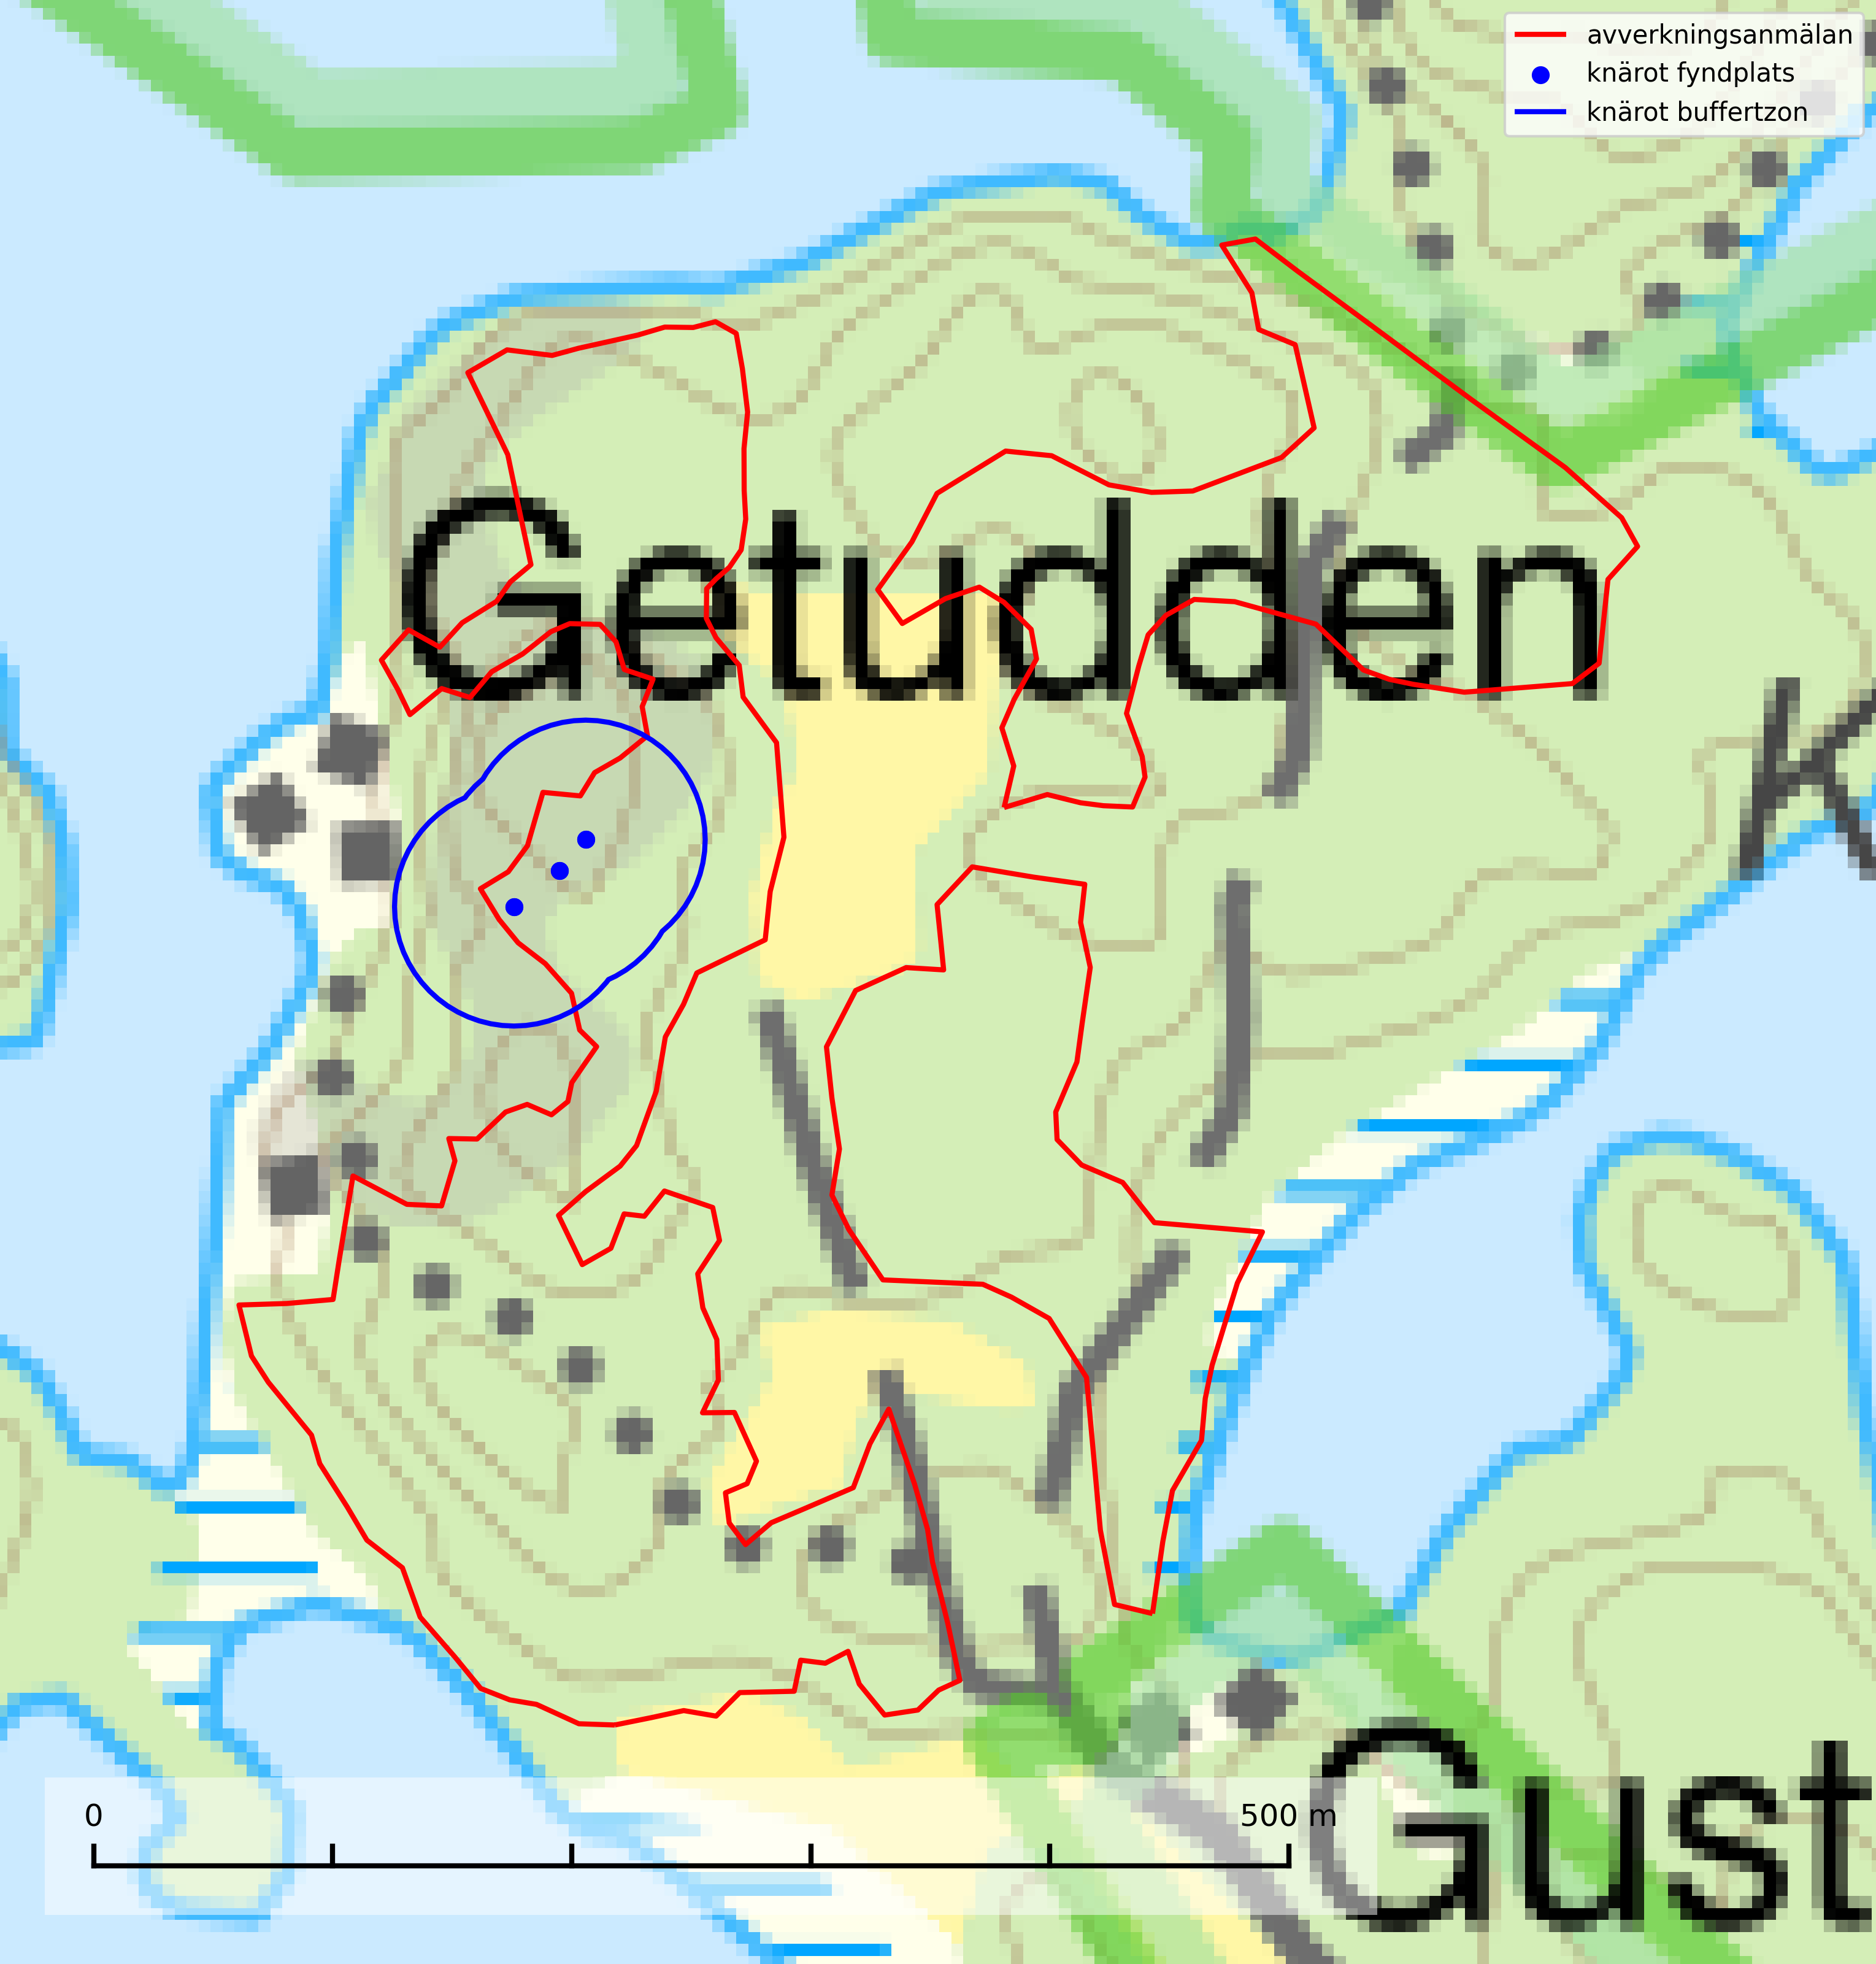 avverkningsanmälan
knärot fyndplats
knärot buffertzon
Getudden
K
0 500 m
Gust